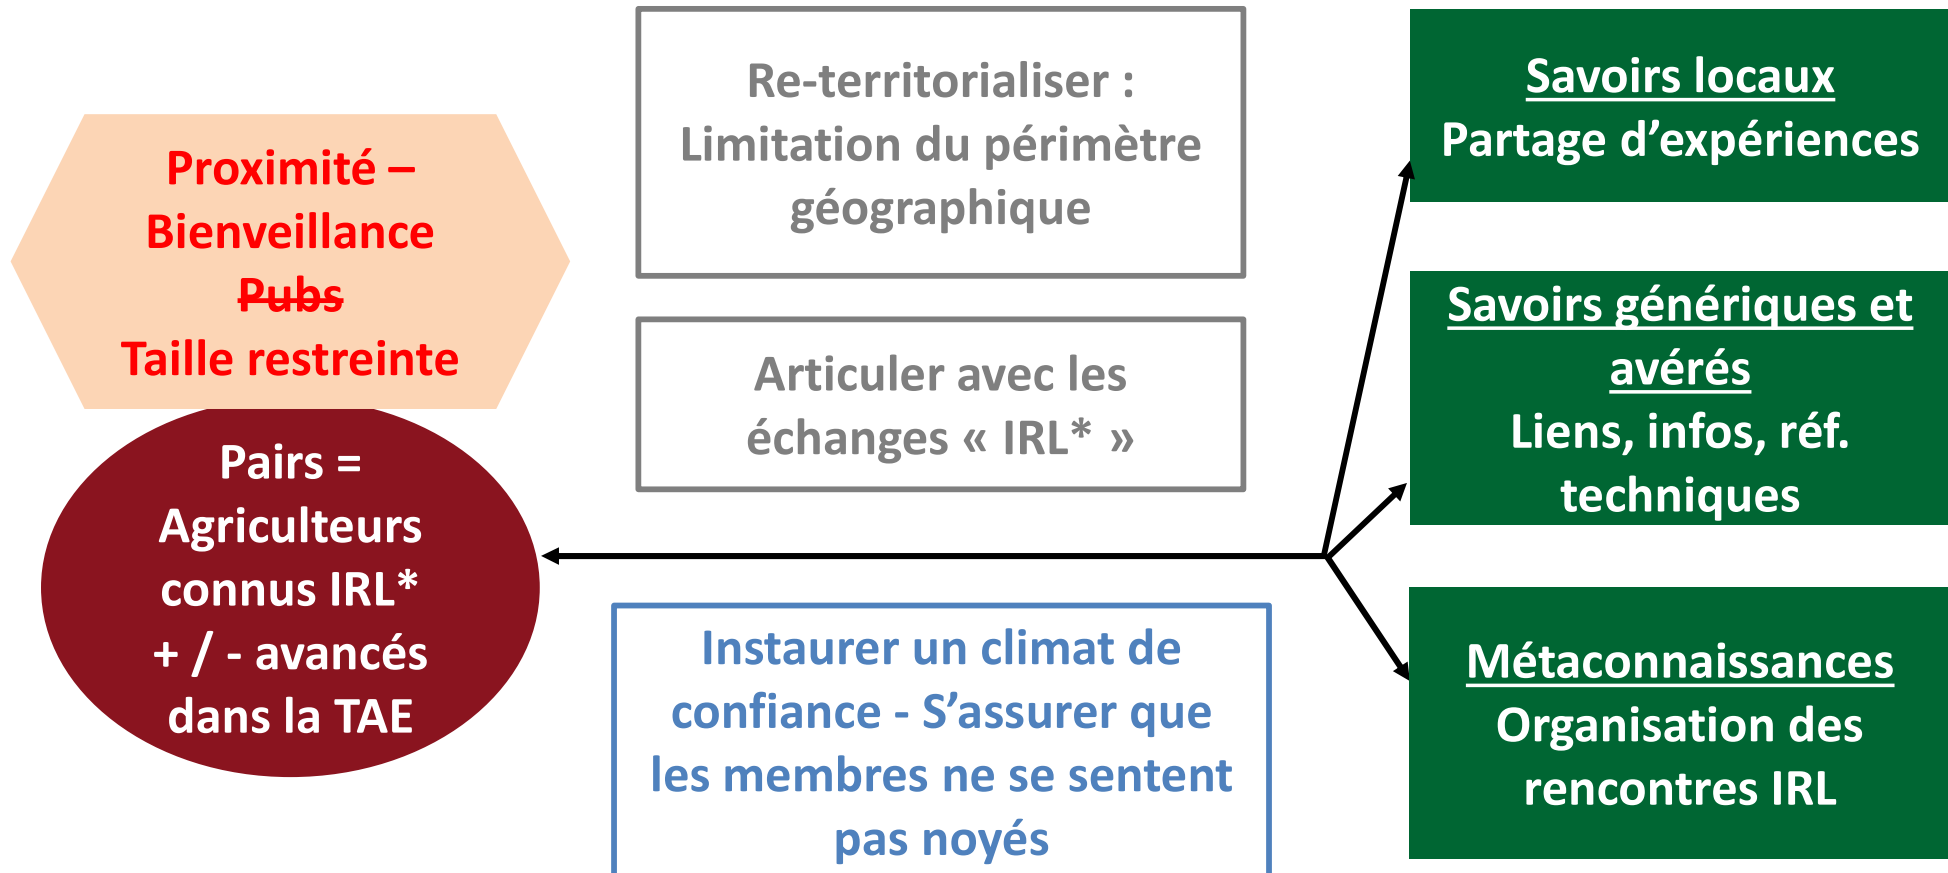 Proximité –
Bienveillance
Pubs
Taille restreinte
Pairs =
Agriculteurs
connus IRL*
+ / - avancés
dans la TAE
Re-territorialiser :
Limitation du périmètre
géographique
Articuler avec les
échanges « IRL* »
Instaurer un climat de
confiance - S’assurer que
les membres ne se sentent
pas noyés
Savoirs locaux
Partage d’expériences
Savoirs génériques et
avérés
Liens, infos, réf.
techniques
Métaconnaissances
Organisation des
rencontres IRL